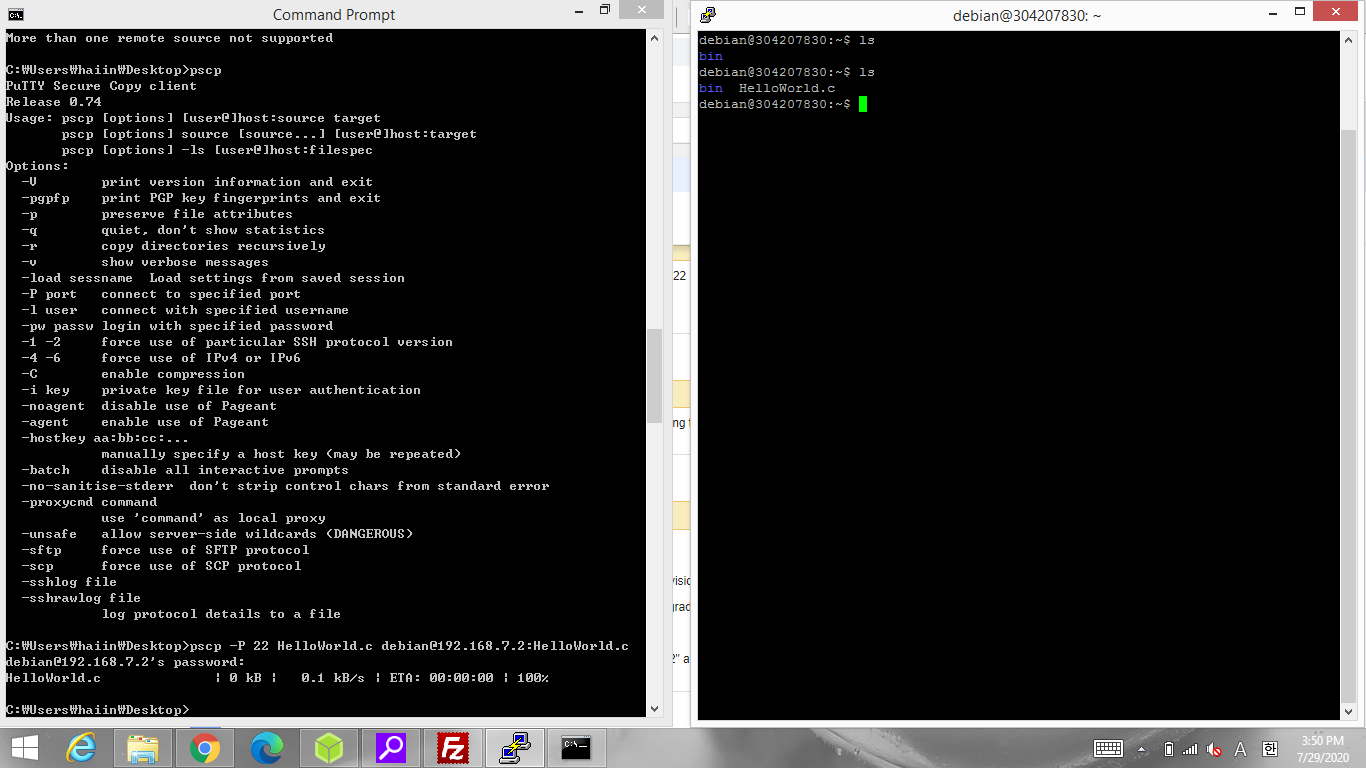 Command Prompt
More than one remote source not supported
C:₩Users₩haiin₩Desktop>pscp
PuTTY Secure Copy client
Release 0.74
Usage: pscp [options] [user@]host:source target
pscp [options] source [source...] [user@]host:target
pscp [options] -ls [user@]host:filespec
Options:
-V print version information and exit
-pgpfp print PGP key fingerprints and exit
-p preserve file attributes
-q quiet, don't show statistics
-r copy directories recursively
-v show verbose messages
-load sessname Load settings from saved session
-P port connect to specified port
-l user connect with specified username
-pw passw login with specified password
-1 -2 force use of particular SSH protocol version
-4 -6 force use of IPv4 or IPv6
-C enable compression
-i key private key file for user authentication
-noagent disable use of Pageant
-agent enable use of Pageant
-hostkey aa:bb:cc:...
manually specify a host key (may be repeated)
-batch disable all interactive prompts
-no-sanitise-stderr don't strip control chars from standard error
-proxycmd command
use 'command' as local proxy
-unsafe allow server-side wildcards (DANGEROUS)
-sftp force use of SFTP protocol
-scp force use of SCP protocol
-sshlog file
-sshrawlog file
log protocol details to a file
C:₩Users₩haiin₩Desktop>pscp -P 22 HelloWorld.c debian@192.168.7.2:HelloWorld.c
debian@192.168.7.2's password:
HelloWorld.c | 0 kB | 0.1 kB/s | ETA: 00:00:00 | 100%
C:₩Users₩haiin₩Desktop>
22
debian@304207830: ~
debian@304207830:~$ ls
bin
debian@304207830:~$ ls
bin HelloWorld.c
debian@304207830:~$
A
한
3:50 PM
7/29/2020